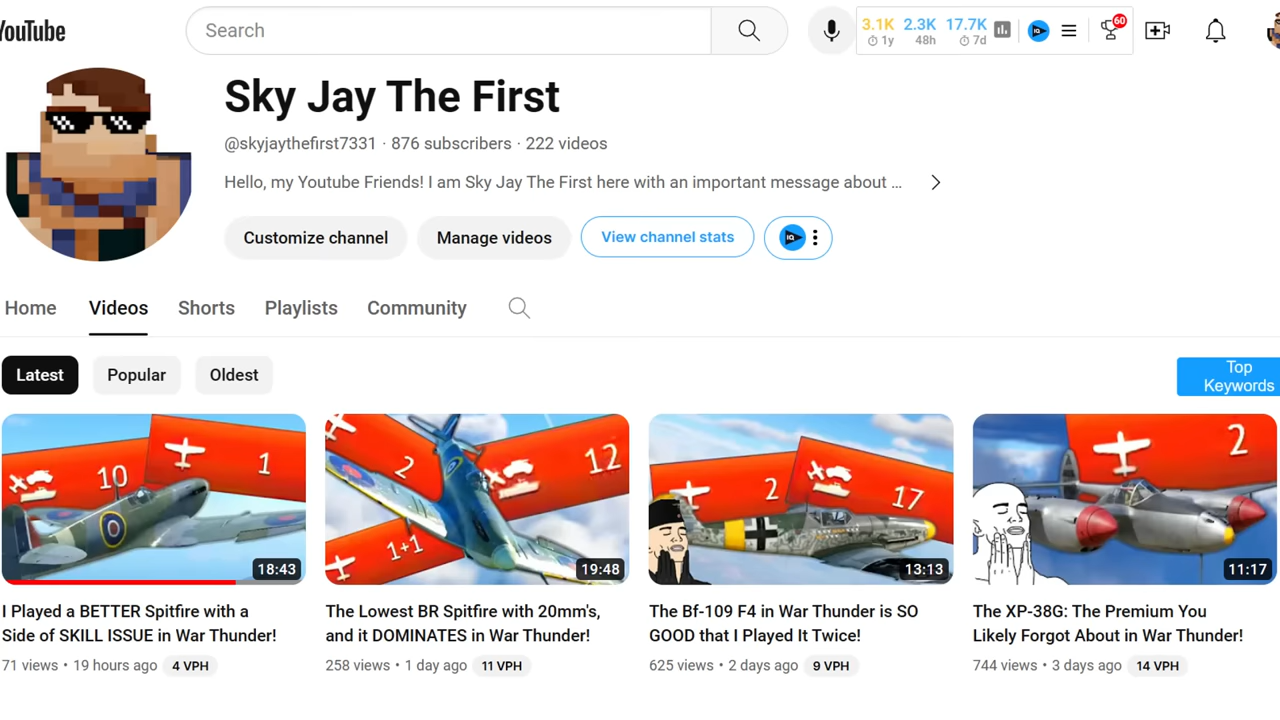 YouTube
Search
3.1K 2.3K 17.7K
1y 48h 7d
IQ
60
Sky Jay The First
@skyjaythefirst7331 · 876 subscribers · 222 videos
Hello, my Youtube Friends! I am Sky Jay The First here with an important message about ...
Customize channel
Manage videos
View channel stats
IQ
Home
Videos
Shorts
Playlists
Community
Latest
Popular
Oldest
Top
Keywords
10
1
18:43
2
12
1+1
19:48
2
17
13:13
2
11:17
I Played a BETTER Spitfire with a
Side of SKILL ISSUE in War Thunder!
71 views • 19 hours ago 4 VPH
The Lowest BR Spitfire with 20mm's,
and it DOMINATES in War Thunder!
258 views • 1 day ago 11 VPH
The Bf-109 F4 in War Thunder is SO
GOOD that I Played It Twice!
625 views • 2 days ago 9 VPH
The XP-38G: The Premium You
Likely Forgot About in War Thunder!
744 views • 3 days ago 14 VPH